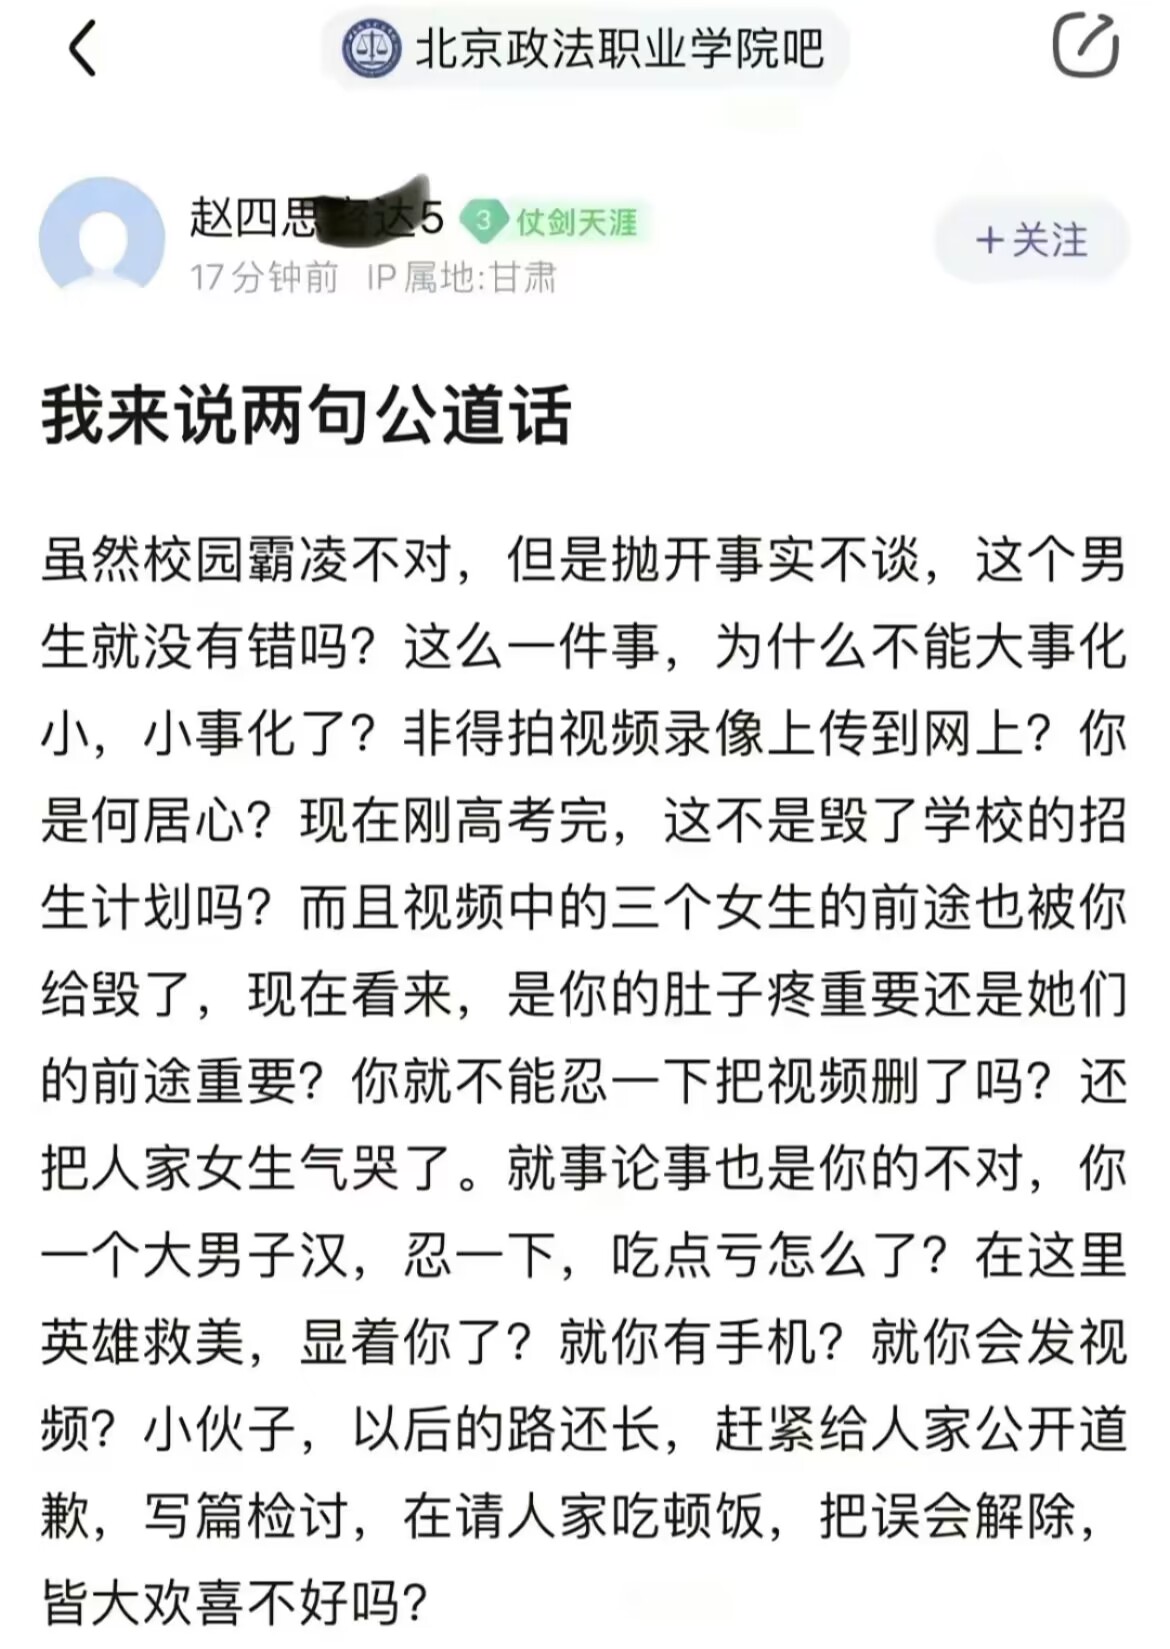 北京政法职业学院吧
赵四思达5 3 仗剑天涯
+关注
17分钟前 IP属地:甘肃
我来说两句公道话
虽然校园霸凌不对，但是抛开事实不谈，这个男
生就没有错吗？这么一件事，为什么不能大事化
小，小事化了？非得拍视频录像上传到网上？你
是何居心？现在刚高考完，这不是毁了学校的招
生计划吗？而且视频中的三个女生的前途也被你
给毁了，现在看来，是你的肚子疼重要还是她们
的前途重要？你就不能忍一下把视频删了吗？还
把人家女生气哭了。就事论事也是你的不对，你
一个大男子汉，忍一下，吃点亏怎么了？在这里
英雄救美，显着你了？就你有手机？就你会发视
频？小伙子，以后的路还长，赶紧给人家公开道
歉，写篇检讨，在请人家吃顿饭，把误会解除，
皆大欢喜不好吗？